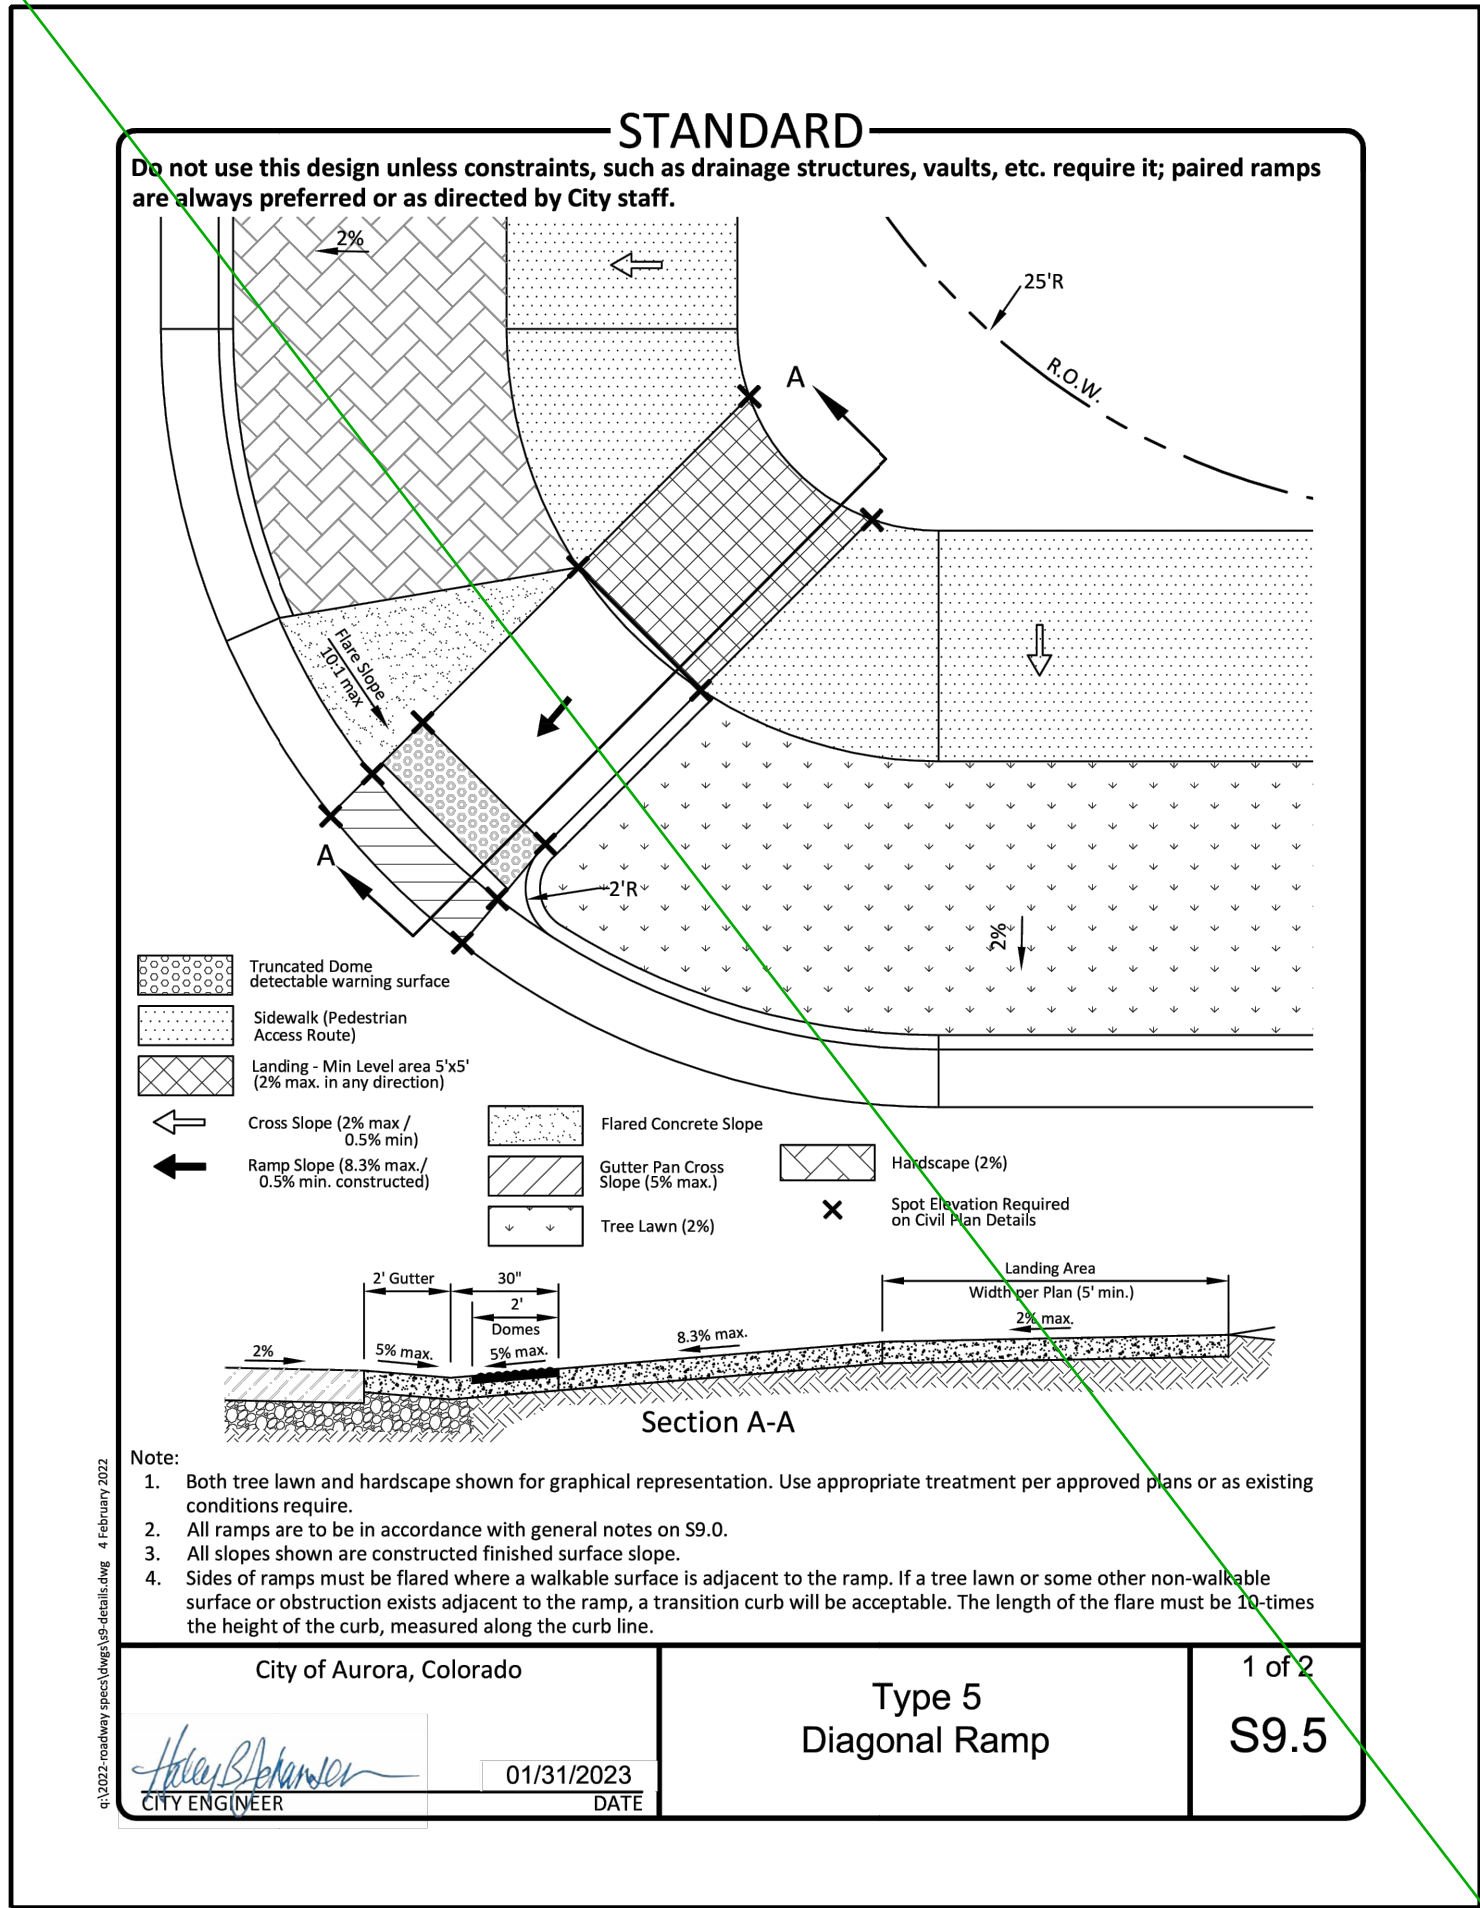 STANDARD
Do not use this design unless constraints, such as drainage structures, vaults, etc. require it; paired ramps
are always preferred or as directed by City staff.
2%
25'R
R.O.W.
A
Flare Slope
10:1 max
A
2'R
2%
Truncated Dome
detectable warning surface
Sidewalk (Pedestrian
Access Route)
Landing - Min Level area 5'x5'
(2% max. in any direction)
Cross Slope (2% max /
0.5% min)
Ramp Slope (8.3% max./
0.5% min. constructed)
Flared Concrete Slope
Gutter Pan Cross
Slope (5% max.)
Tree Lawn (2%)
Hardscape (2%)
Spot Elevation Required
on Civil Plan Details
2' Gutter
30"
2'
Domes
Landing Area
Width per Plan (5' min.)
2%
5% max.
5% max.
8.3% max.
2% max.
Section A-A
Note:
1. Both tree lawn and hardscape shown for graphical representation. Use appropriate treatment per approved plans or as existing
conditions require.
2. All ramps are to be in accordance with general notes on S9.0.
3. All slopes shown are constructed finished surface slope.
4. Sides of ramps must be flared where a walkable surface is adjacent to the ramp. If a tree lawn or some other non-walkable
surface or obstruction exists adjacent to the ramp, a transition curb will be acceptable. The length of the flare must be 10-times
the height of the curb, measured along the curb line.
q:\2022-roadway specs\dwgs\s9-details.dwg 4 February 2022
City of Aurora, Colorado
01/31/2023
CITY ENGINEER
DATE
Type 5
Diagonal Ramp
1 of 2
S9.5